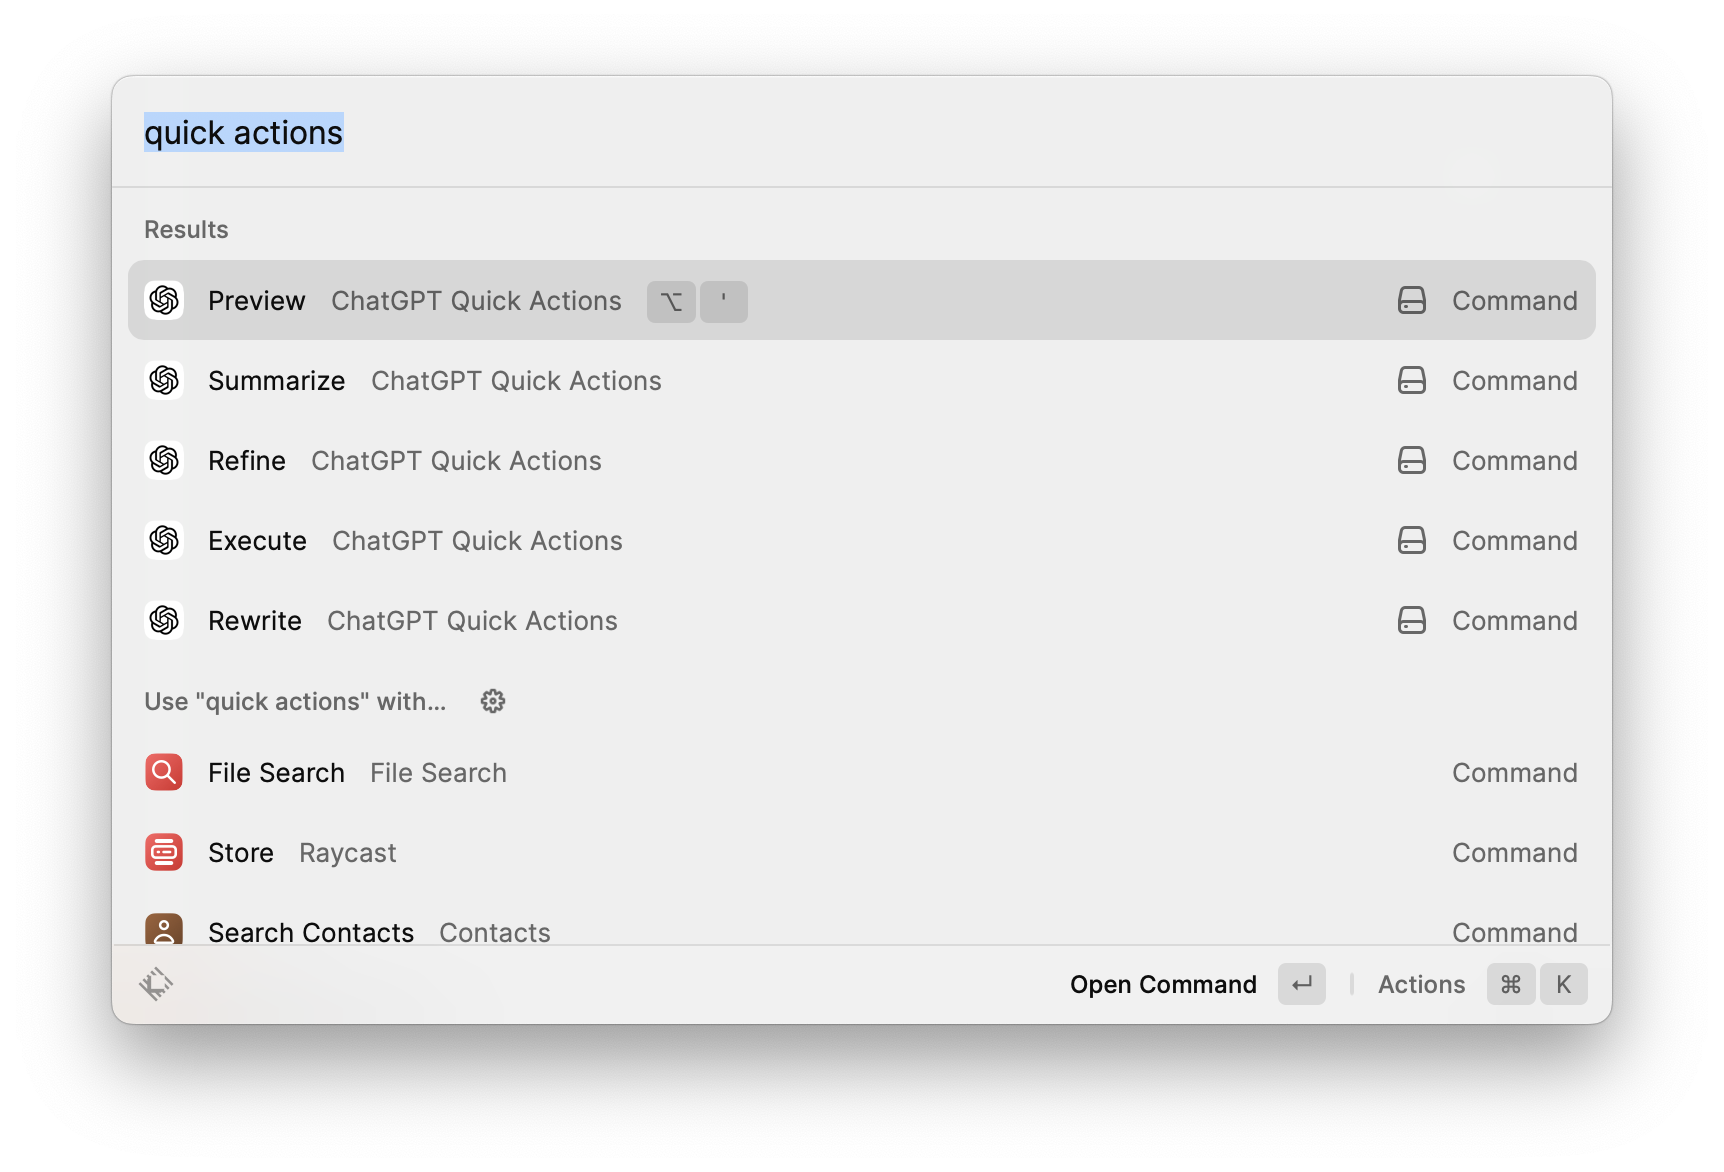 quick actions
Results
Preview ChatGPT Quick Actions ⌥ ' Command
Summarize ChatGPT Quick Actions Command
Refine ChatGPT Quick Actions Command
Execute ChatGPT Quick Actions Command
Rewrite ChatGPT Quick Actions Command
Use "quick actions" with...
File Search File Search Command
Store Raycast Command
Search Contacts Contacts Command
Open Command ↵ Actions ⌘ K